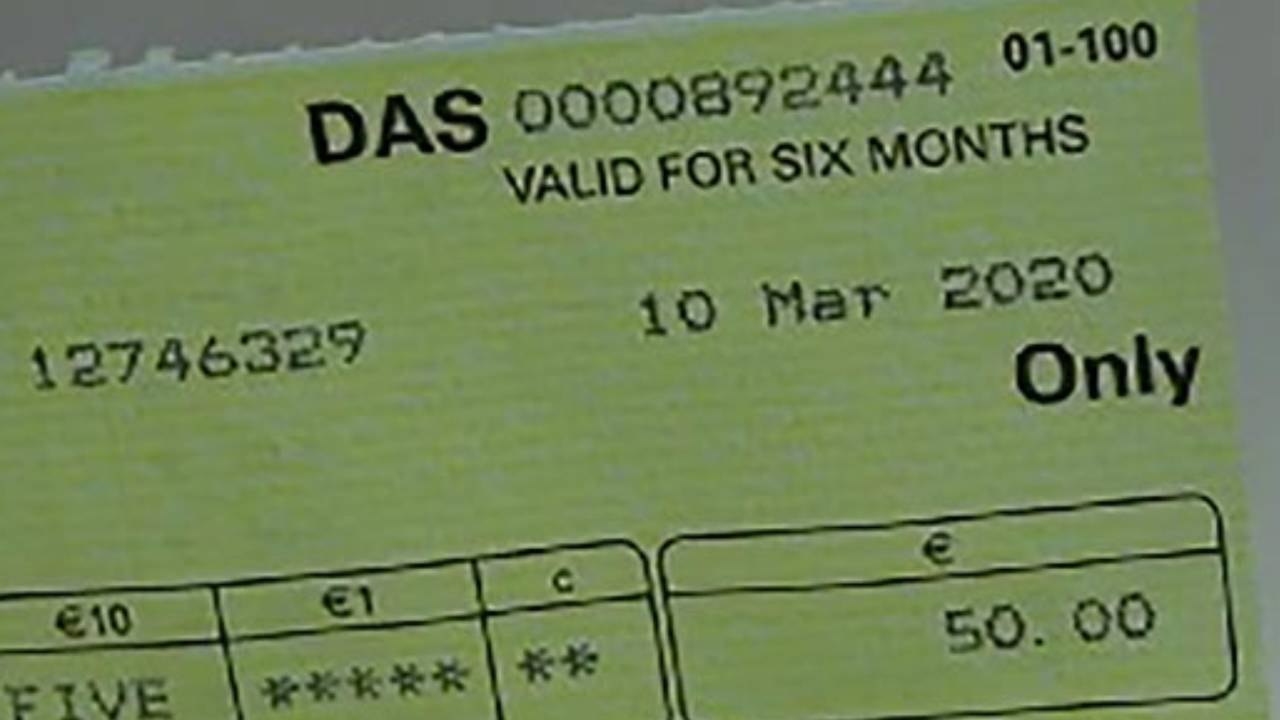 DAS 0000892444 01-100
VALID FOR SIX MONTHS
12746329 10 Mar 2020
Only
€10 €1 c €
FIVE ***** ** 50.00